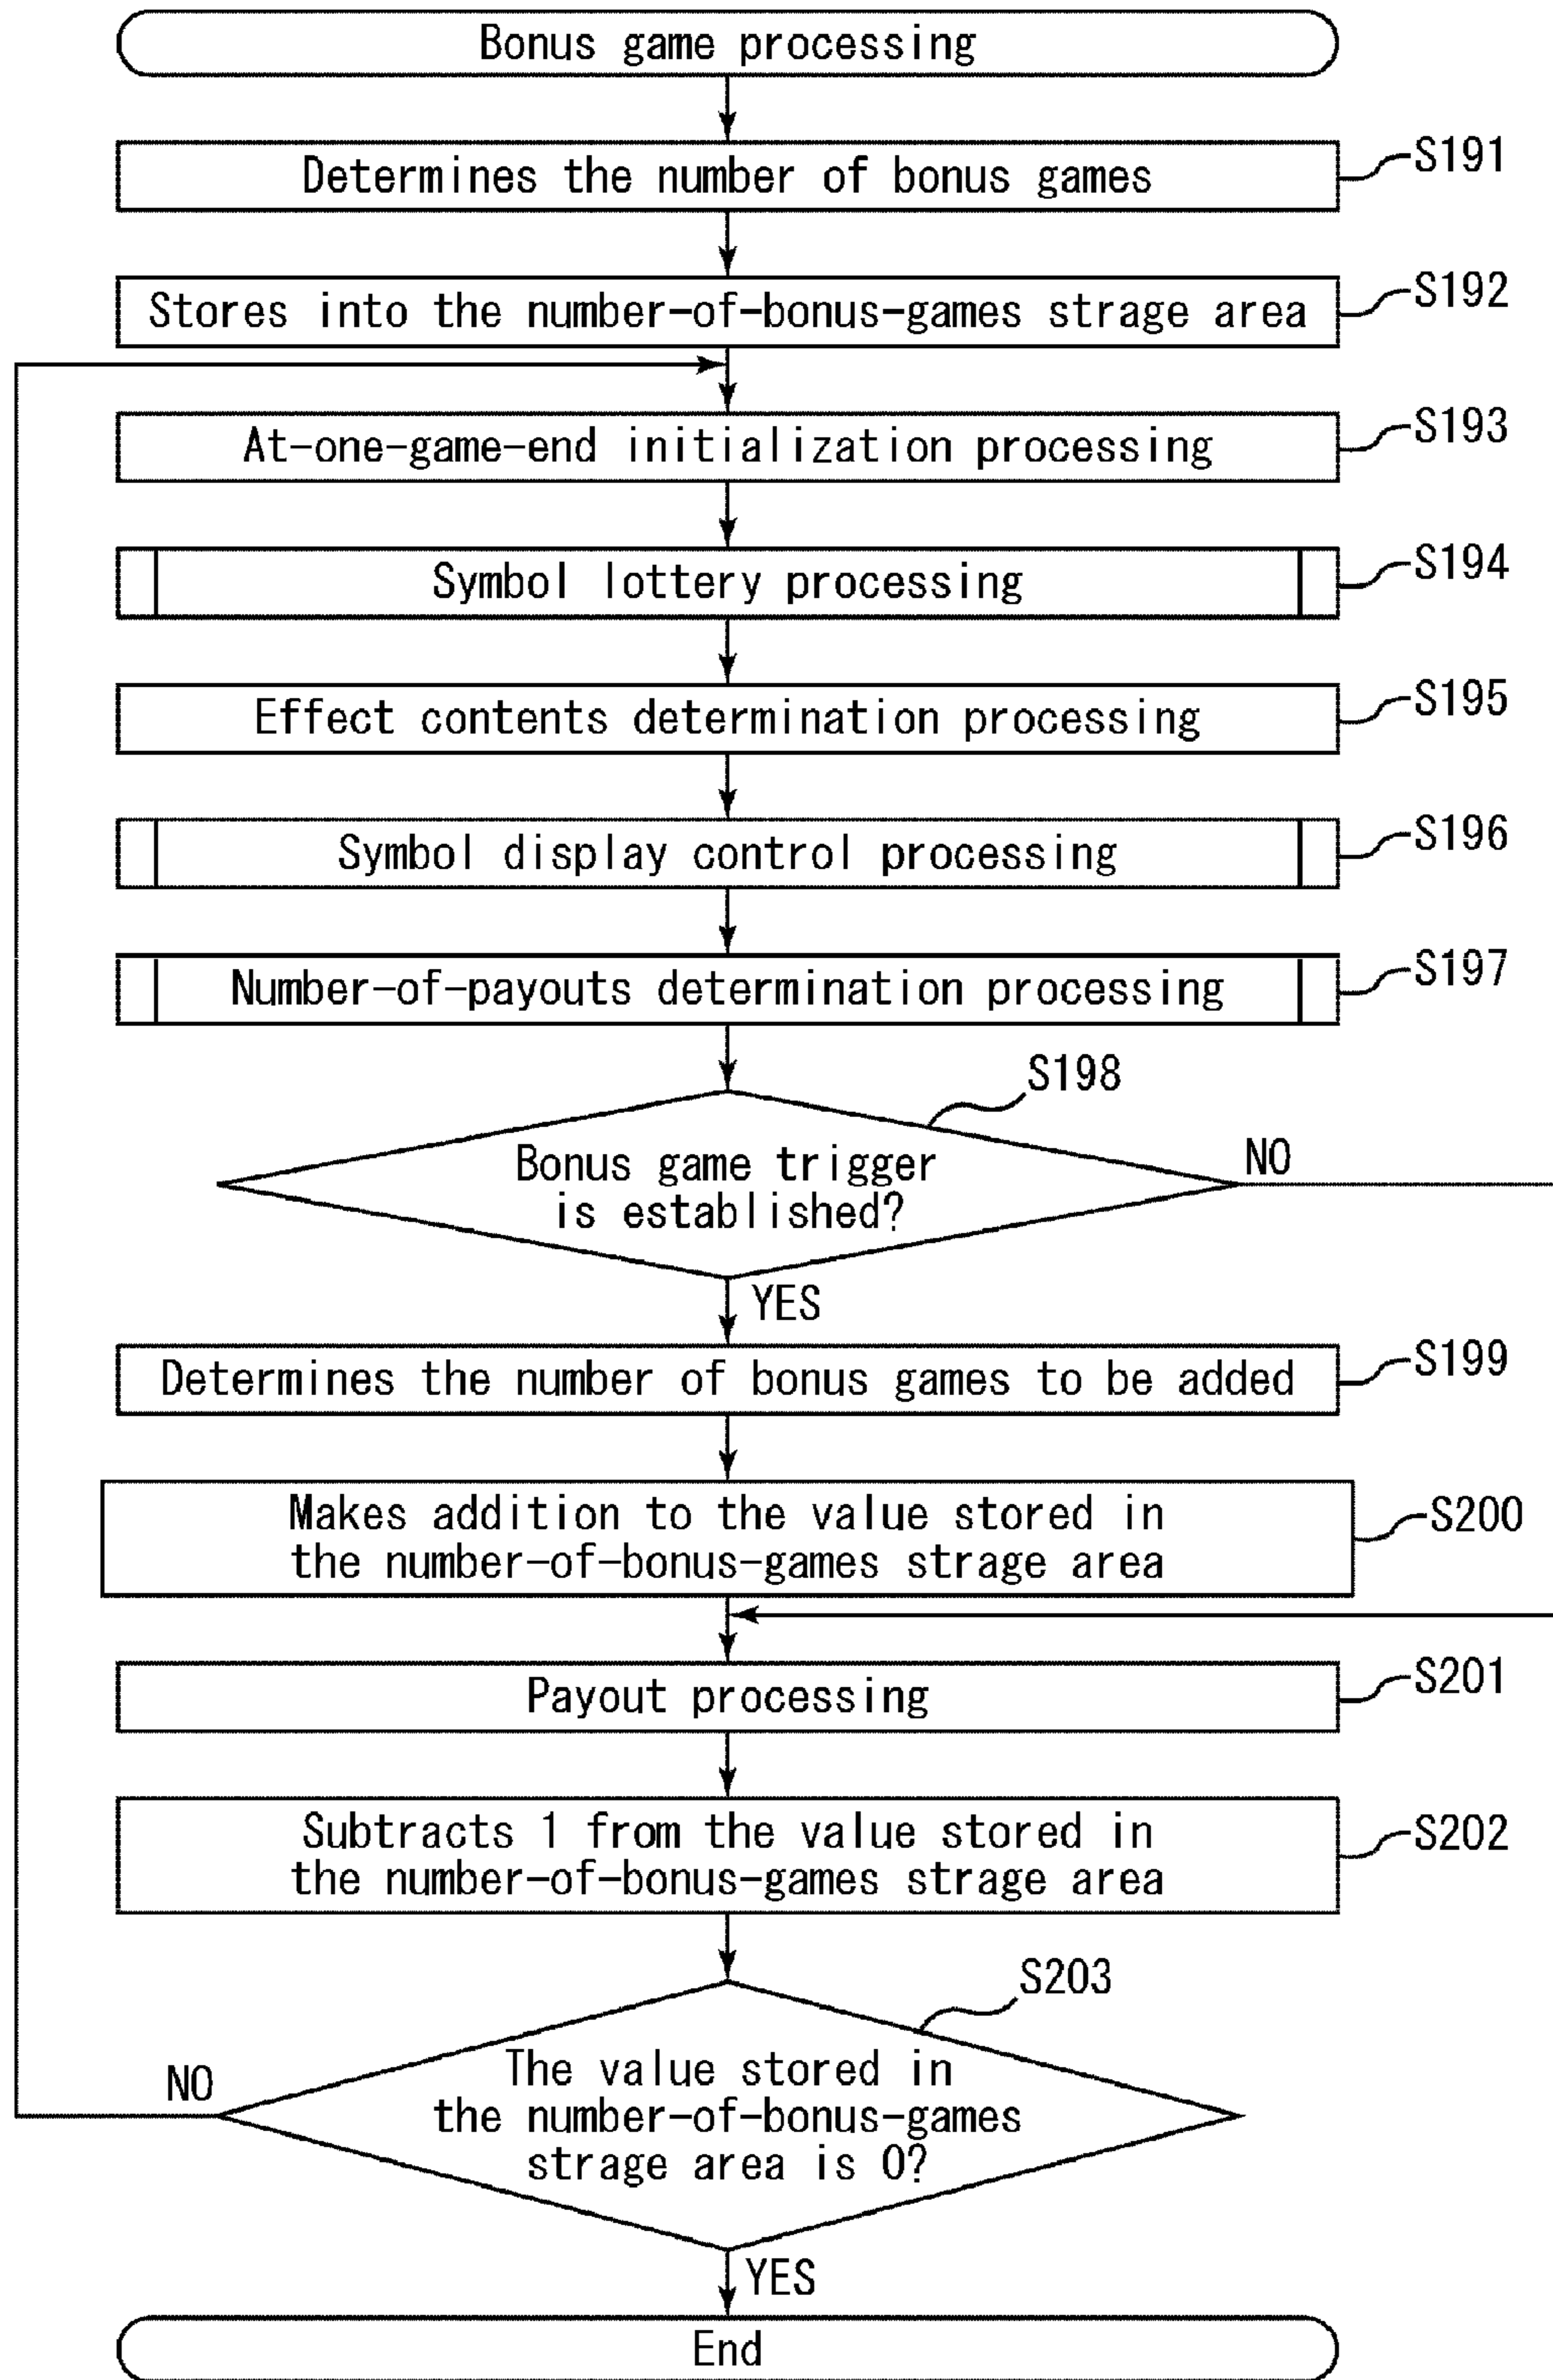 Bonus game processing
Determines the number of bonus games
S191
Stores into the number-of-bonus-games strage area
S192
At-one-game-end initialization processing
S193
Symbol lottery processing
S194
Effect contents determination processing
S195
Symbol display control processing
S196
Number-of-payouts determination processing
S197
S198
Bonus game trigger
is established?
NO
YES
Determines the number of bonus games to be added
S199
Makes addition to the value stored in
the number-of-bonus-games strage area
S200
Payout processing
S201
Subtracts 1 from the value stored in
the number-of-bonus-games strage area
S202
S203
The value stored in
the number-of-bonus-games
strage area is 0?
NO
YES
End